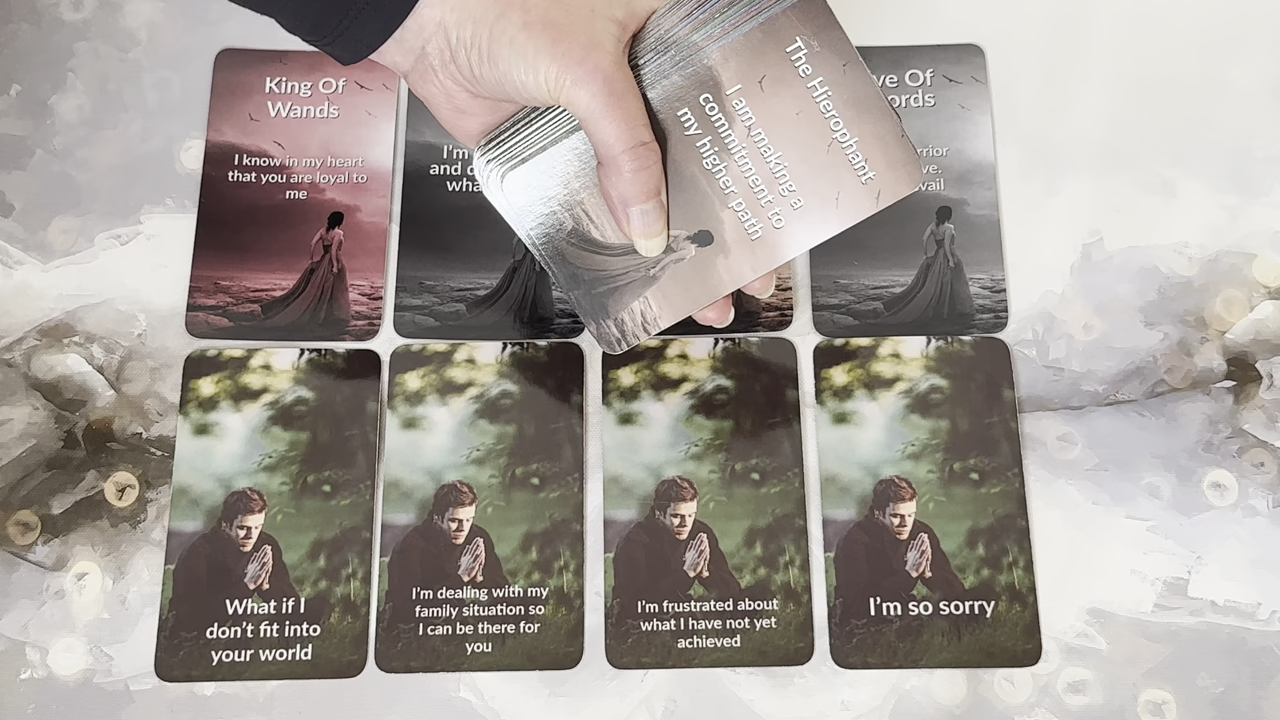 King Of
Wands
I know in my heart
that you are loyal to
me
I'm
and
The Hierophant
I am making a
commitment to
my higher path
Of
What if I
don't fit into
your world
I'm dealing with my
family situation so
I can be there for
you
I'm frustrated about
what I have not yet
achieved
I'm so sorry